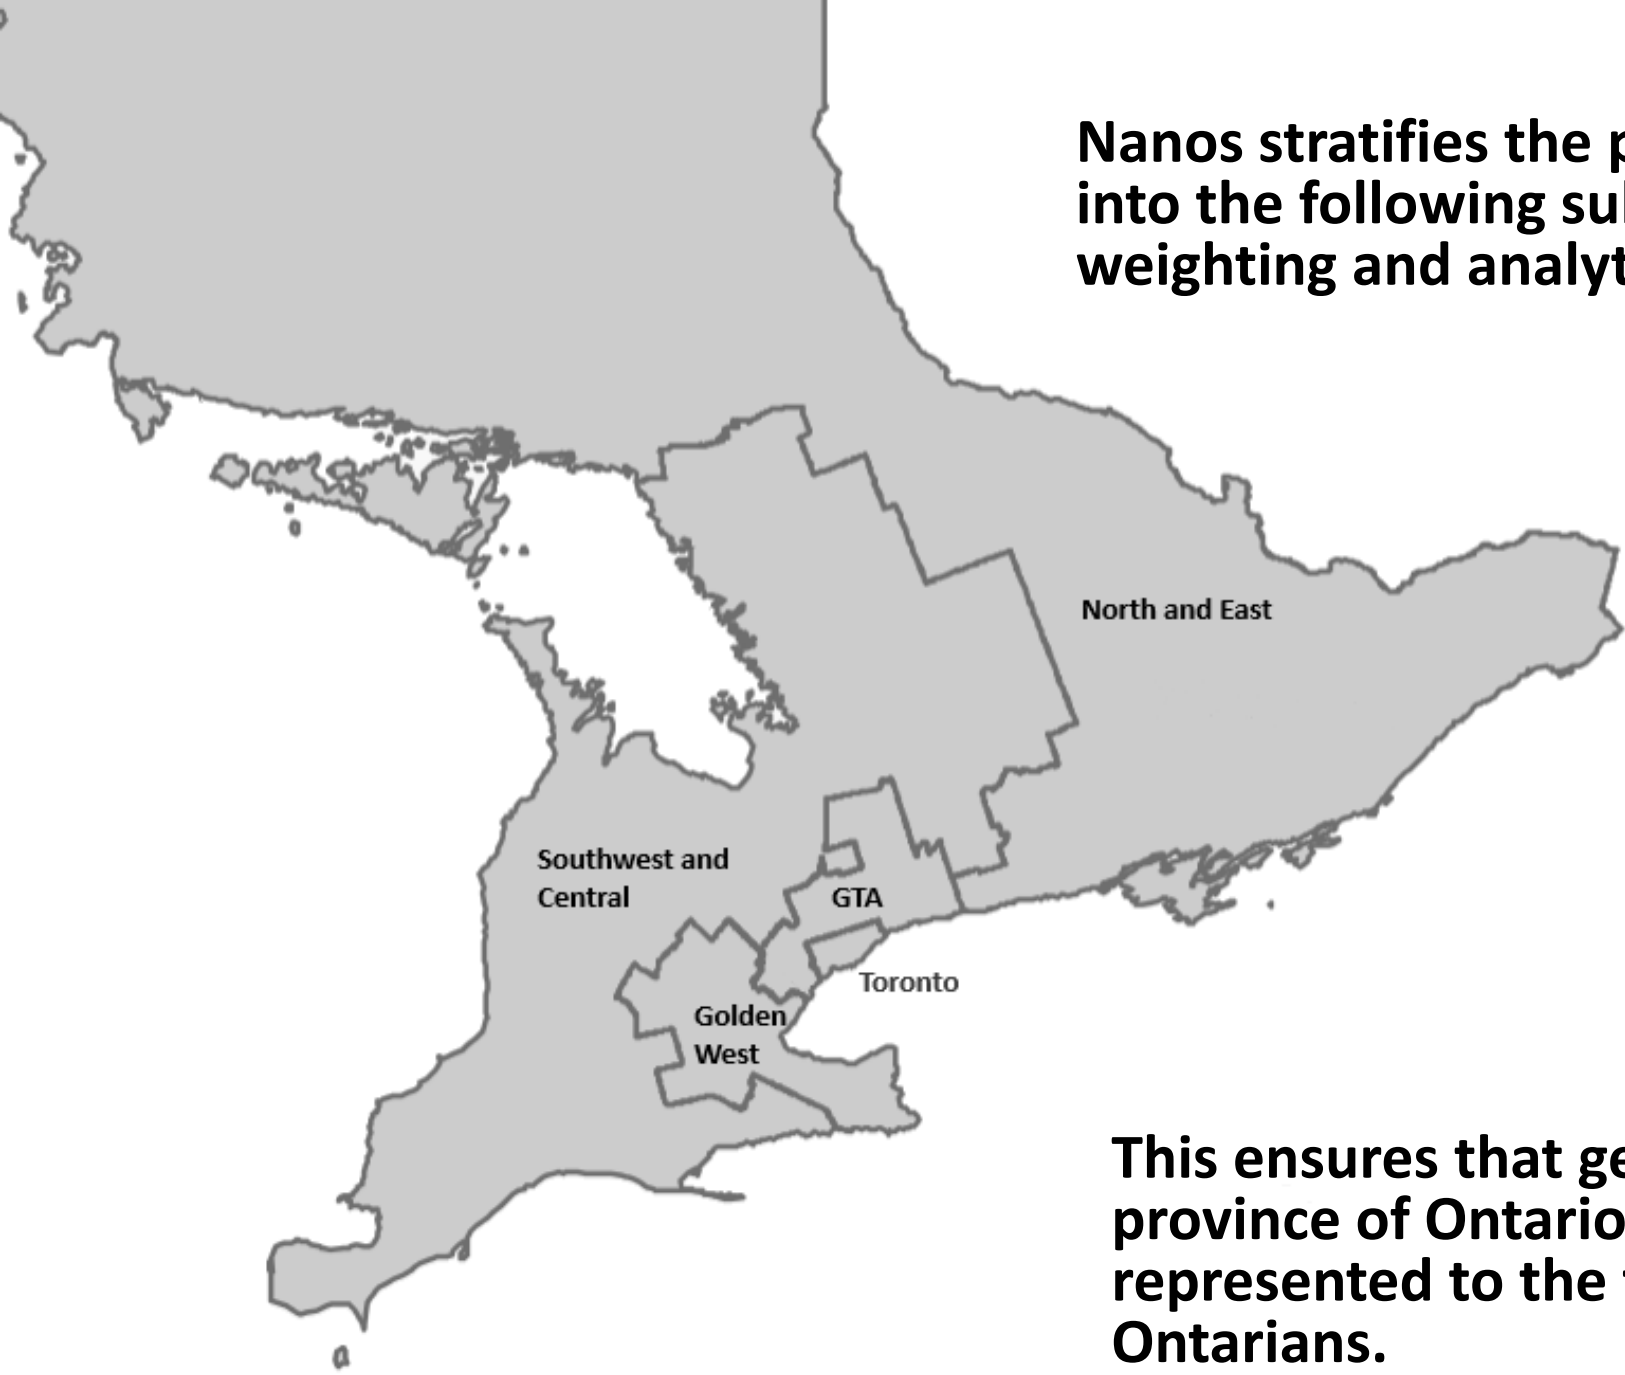 Nanos stratifies the
into the following
weighting and
North and East
Southwest and
Central
GTA
Toronto
Golden
West
This ensures that
province of Ontario
represented to the
Ontarians.